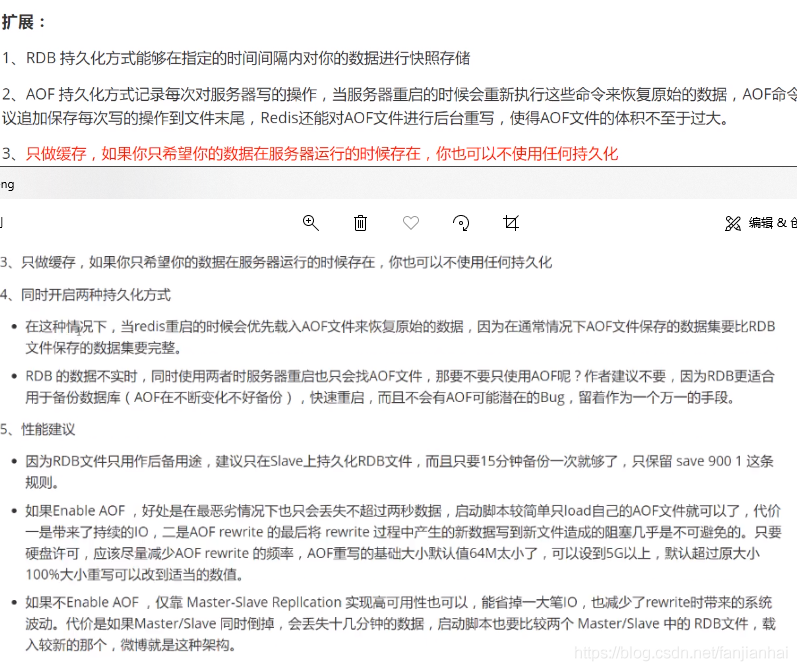 扩展：
1、RDB 持久化方式能够在指定的时间间隔内对你的数据进行快照存储
2、AOF 持久化方式记录每次对服务器写的操作，当服务器重启的时候会重新执行这些命令来恢复原始的数据，AOF命令
议追加保存每次写的操作到文件末尾，Redis还能对AOF文件进行后台重写，使得AOF文件的体积不至于过大。
3、只做缓存，如果你只希望你的数据在服务器运行的时候存在，你也可以不使用任何持久化
ng
编辑 & 创
3、只做缓存，如果你只希望你的数据在服务器运行的时候存在，你也可以不使用任何持久化
4、同时开启两种持久化方式
• 在这种情况下，当redis重启的时候会优先载入AOF文件来恢复原始的数据，因为在通常情况下AOF文件保存的数据集要比RDB
文件保存的数据集要完整。
• RDB 的数据不实时，同时使用两者时服务器重启也只会找AOF文件，那要不要只使用AOF呢？作者建议不要，因为RDB更适合
用于备份数据库（AOF在不断变化不好备份），快速重启，而且不会有AOF可能潜在的Bug，留着作为一个万一的手段。
5、性能建议
• 因为RDB文件只用作后备用途，建议只在Slave上持久化RDB文件，而且只要15分钟备份一次就够了，只保留 save 900 1 这条
规则。
• 如果Enable AOF ，好处是在最恶劣情况下也只会丢失不超过两秒数据，启动脚本较简单只load自己的AOF文件就可以了，代价
一是带来了持续的IO，二是AOF rewrite 的最后将 rewrite 过程中产生的新数据写到新文件造成的阻塞几乎是不可避免的。只要
硬盘许可，应该尽量减少AOF rewrite 的频率，AOF重写的基础大小默认值64M太小了，可以设到5G以上，默认超过原大小
100%大小重写可以改到适当的数值。
• 如果不Enable AOF ，仅靠 Master-Slave Repllcation 实现高可用性也可以，能省掉一大笔IO，也减少了rewrite时带来的系统
波动。代价是如果Master/Slave 同时倒掉，会丢失十几分钟的数据，启动脚本也要比较两个 Master/Slave 中的 RDB文件，载
入较新的那个，微博就是这种架构。
https://blog.csdn.net/fanjianhai